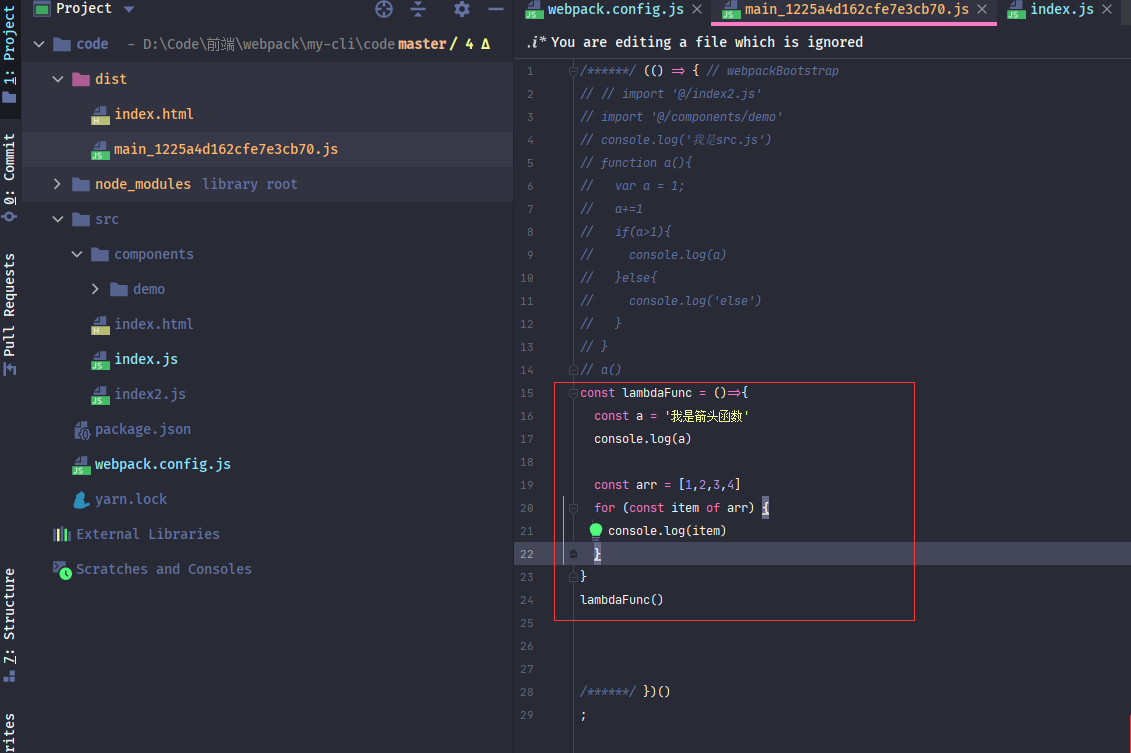 1: Project
0: Commit
Pull Requests
7: Structure
rites
Project
code – D:\Code\前端\webpack\my-cli\code master / 4 Δ
dist
index.html
main_1225a4d162cfe7e3cb70.js
node_modules library root
src
components
demo
index.html
index.js
index2.js
package.json
webpack.config.js
yarn.lock
External Libraries
Scratches and Consoles
webpack.config.js × main_1225a4d162cfe7e3cb70.js × index.js ×
.i* You are editing a file which is ignored
1 /******/ (() => { // webpackBootstrap
2 // // import '@/index2.js'
3 // import '@/components/demo'
4 // console.log('我是src.js')
5 // function a(){
6 //   var a = 1;
7 //   a+=1
8 //   if(a>1){
9 //     console.log(a)
10 //   }else{
11 //     console.log('else')
12 //   }
13 // }
14 // a()
15 const lambdaFunc = ()=>{
16   const a = '我是箭头函数'
17   console.log(a)
18
19   const arr = [1,2,3,4]
20   for (const item of arr) {
21     console.log(item)
22   }
23 }
24 lambdaFunc()
25
26
27
28 /******/ })()
29 ;